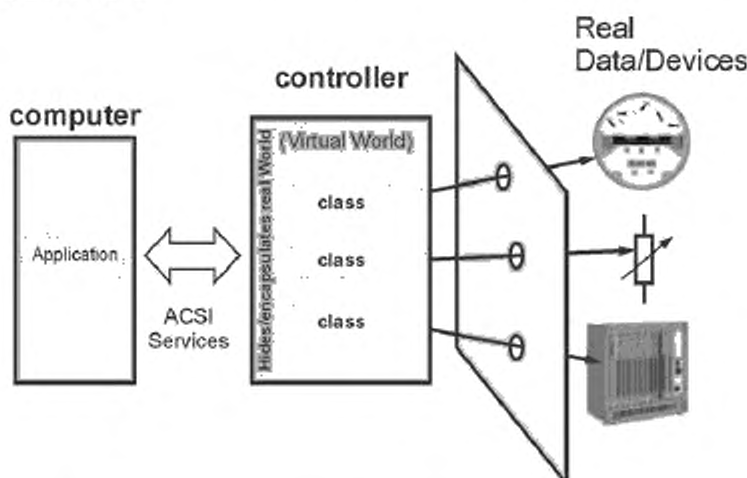 Real
Data/Devices
controller
computer
(Virtual World)
Hides/encapsulates real World
class
Application
class
ACSI
Services
class